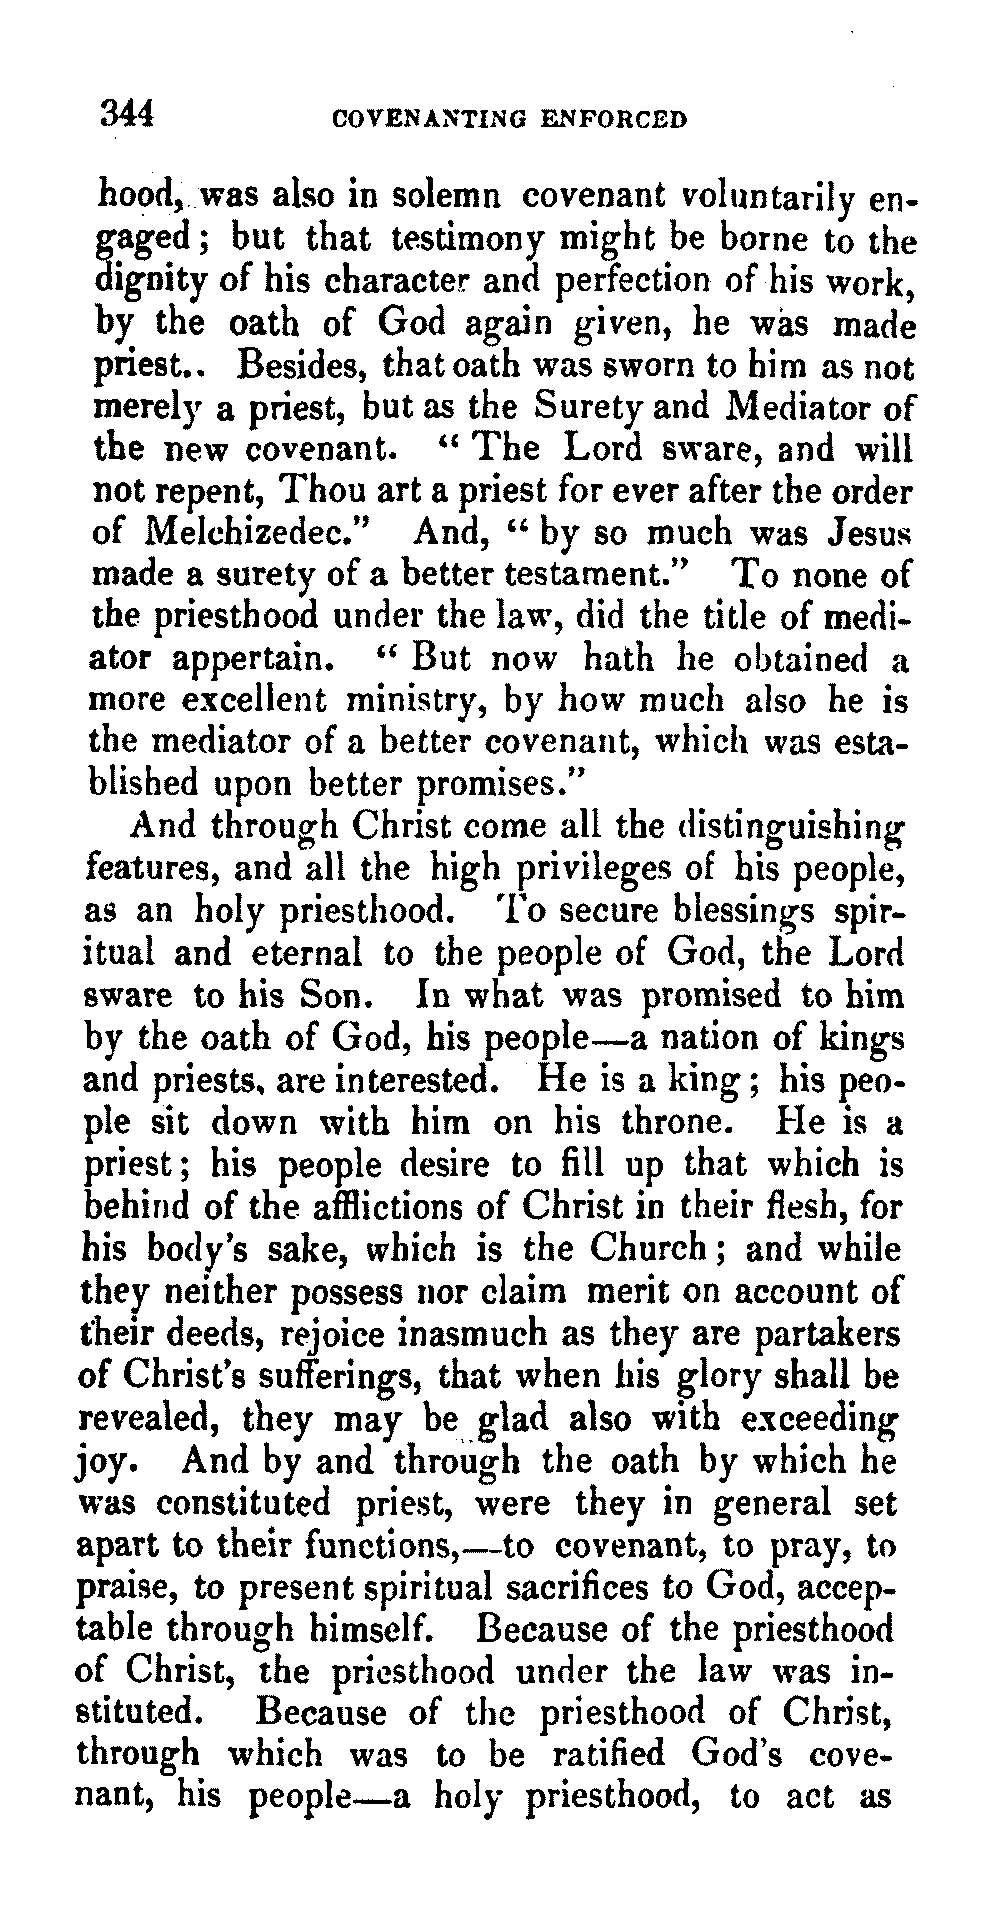 344 COVENANTING ENFORCED
hood, was also in solemn covenant voluntarily en-
gaged; but that testimony might be borne to the
dignity of his character and perfection of his work,
by the oath of God again given, he was made
priest.. Besides, that oath was sworn to him as not
merely a priest, but as the Surety and Mediator of
the new covenant. "The Lord sware, and will
not repent, Thou art a priest for ever after the order
of Melchizedec." And, "by so much was Jesus
made a surety of a better testament." To none of
the priesthood under the law, did the title of medi-
ator appertain. "But now hath he obtained a
more excellent ministry, by how much also he is
the mediator of a better covenant, which was esta-
blished upon better promises."
And through Christ come all the distinguishing
features, and all the high privileges of his people,
as an holy priesthood. To secure blessings spir-
itual and eternal to the people of God, the Lord
sware to his Son. In what was promised to him
by the oath of God, his people—a nation of kings
and priests, are interested. He is a king; his peo-
ple sit down with him on his throne. He is a
priest; his people desire to fill up that which is
behind of the afflictions of Christ in their flesh, for
his body's sake, which is the Church; and while
they neither possess nor claim merit on account of
their deeds, rejoice inasmuch as they are partakers
of Christ's sufferings, that when his glory shall be
revealed, they may be glad also with exceeding
joy. And by and through the oath by which he
was constituted priest, were they in general set
apart to their functions,—to covenant, to pray, to
praise, to present spiritual sacrifices to God, accep-
table through himself. Because of the priesthood
of Christ, the priesthood under the law was in-
stituted. Because of the priesthood of Christ,
through which was to be ratified God's cove-
nant, his people—a holy priesthood, to act as